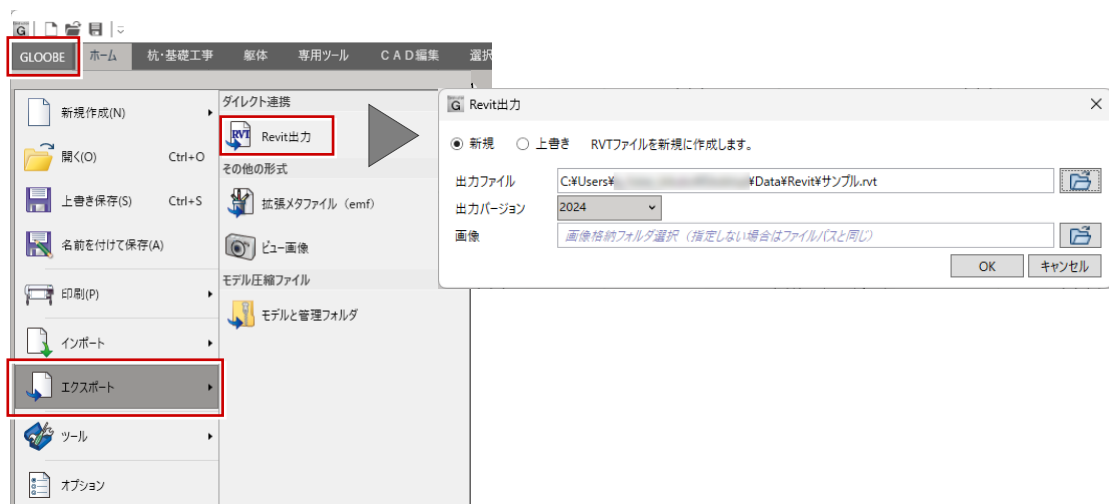 GLOOBE ホーム 杭・基礎工事 躯体 専用ツール CAD編集 選択
新規作成(N)
開く(O) Ctrl+O
上書き保存(S) Ctrl+S
名前を付けて保存(A)
印刷(P)
インポート
エクスポート
ツール
オプション
ダイレクト連携
RVT Revit出力
その他の形式
拡張メタファイル (emf)
ビュー画像
モデル圧縮ファイル
モデルと管理フォルダ
G Revit出力
新規 上書き RVTファイルを新規に作成します。
出力ファイル C:¥Users¥ ¥Data¥Revit¥サンプル.rvt
出力バージョン 2024
画像 画像格納フォルダ選択（指定しない場合はファイルパスと同じ）
OK キャンセル